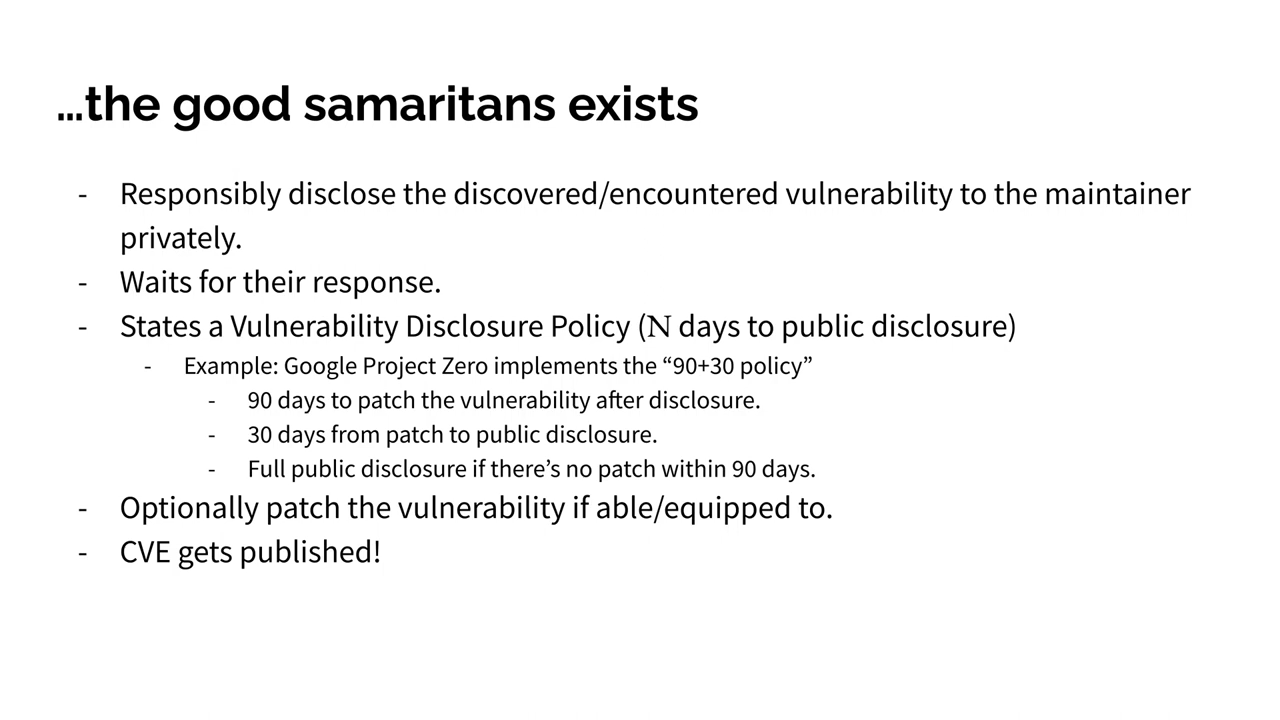 …the good samaritans exists
- Responsibly disclose the discovered/encountered vulnerability to the maintainer
privately.
- Waits for their response.
- States a Vulnerability Disclosure Policy (N days to public disclosure)
- Example: Google Project Zero implements the “90+30 policy”
- 90 days to patch the vulnerability after disclosure.
- 30 days from patch to public disclosure.
- Full public disclosure if there’s no patch within 90 days.
- Optionally patch the vulnerability if able/equipped to.
- CVE gets published!